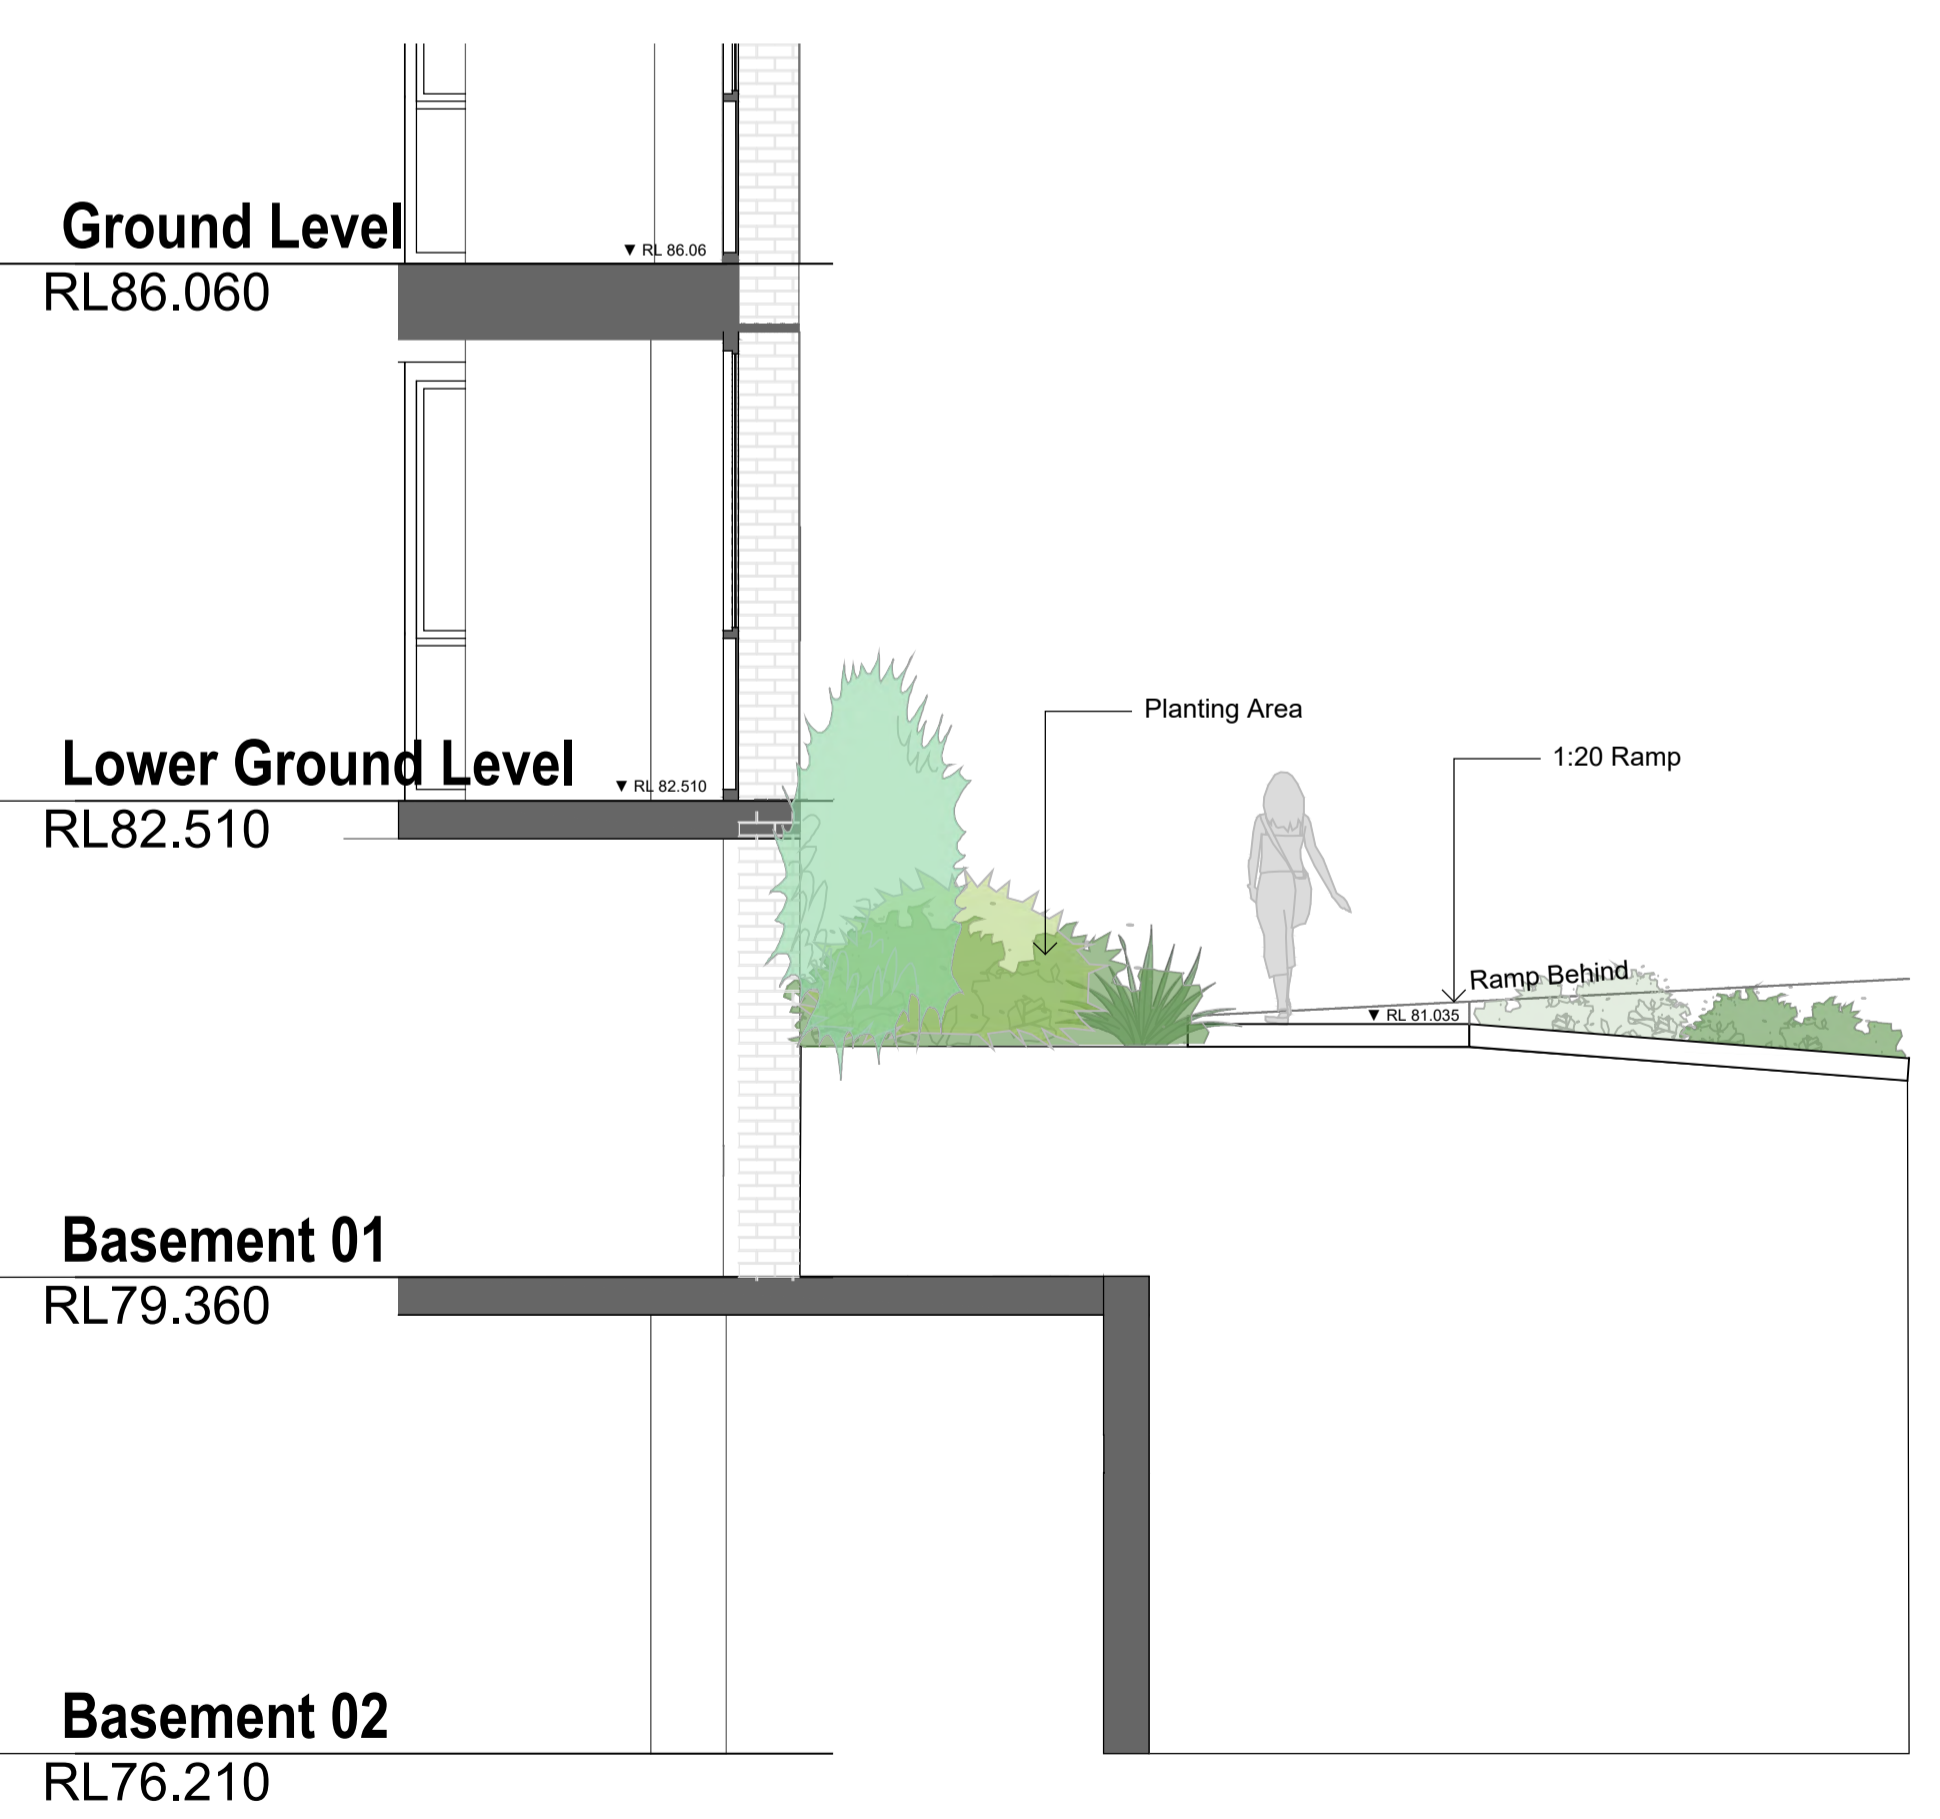 Ground Level
▼ RL 86.06
RL86.060
Planting Area
1:20 Ramp
Lower Ground Level
▼ RL 82.510
RL82.510
Ramp Behind
▼ RL 81.035
Basement 01
RL79.360
Basement 02
RL76.210